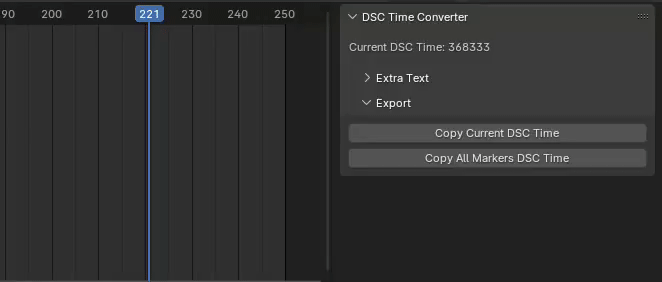 90 200 210 221 230 240 250
DSC Time Converter
Current DSC Time: 368333
Extra Text
Export
Copy Current DSC Time
Copy All Markers DSC Time